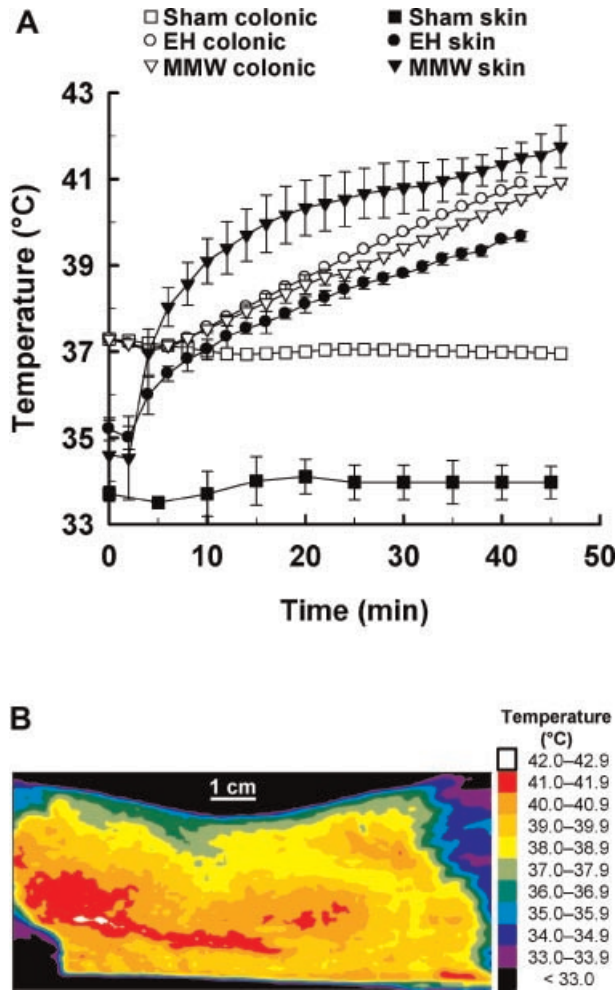 A
Sham colonic Sham skin
EH colonic EH skin
MMW colonic MMW skin
43
41
39
37
35
33
Temperature (°C)
0 10 20 30 40 50
Time (min)
B
1 cm
Temperature
(°C)
42.0–42.9
41.0–41.9
40.0–40.9
39.0–39.9
38.0–38.9
37.0–37.9
36.0–36.9
35.0–35.9
34.0–34.9
33.0–33.9
< 33.0